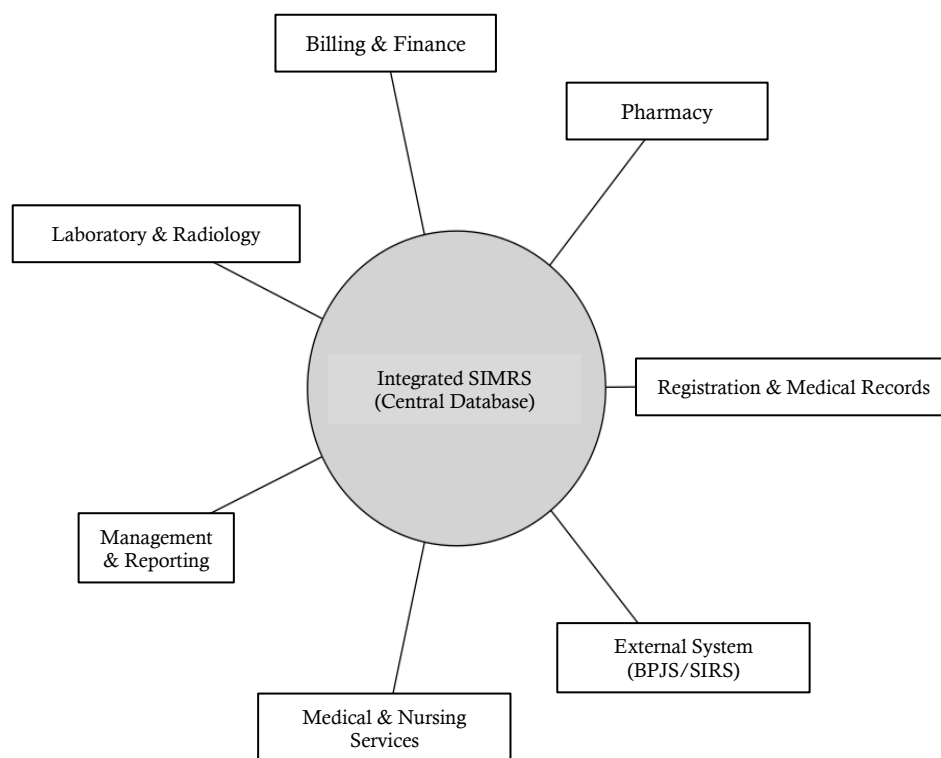 Billing & Finance
Pharmacy
Laboratory & Radiology
Integrated SIMRS
(Central Database)
Registration & Medical Records
Management
& Reporting
External System
(BPJS/SIRS)
Medical & Nursing
Services